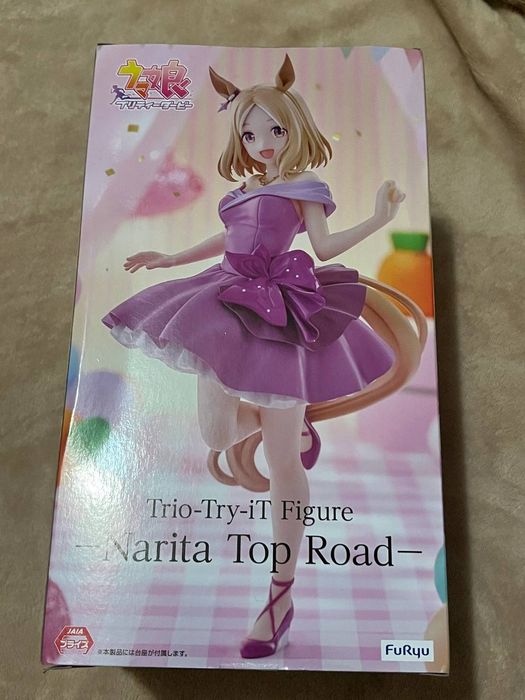 ウマ娘
プリティーダービー
Trio-Try-iT Figure
—Narita Top Road—
JAIA
プライズ
※本製品には台座が付属します。
FuRyu